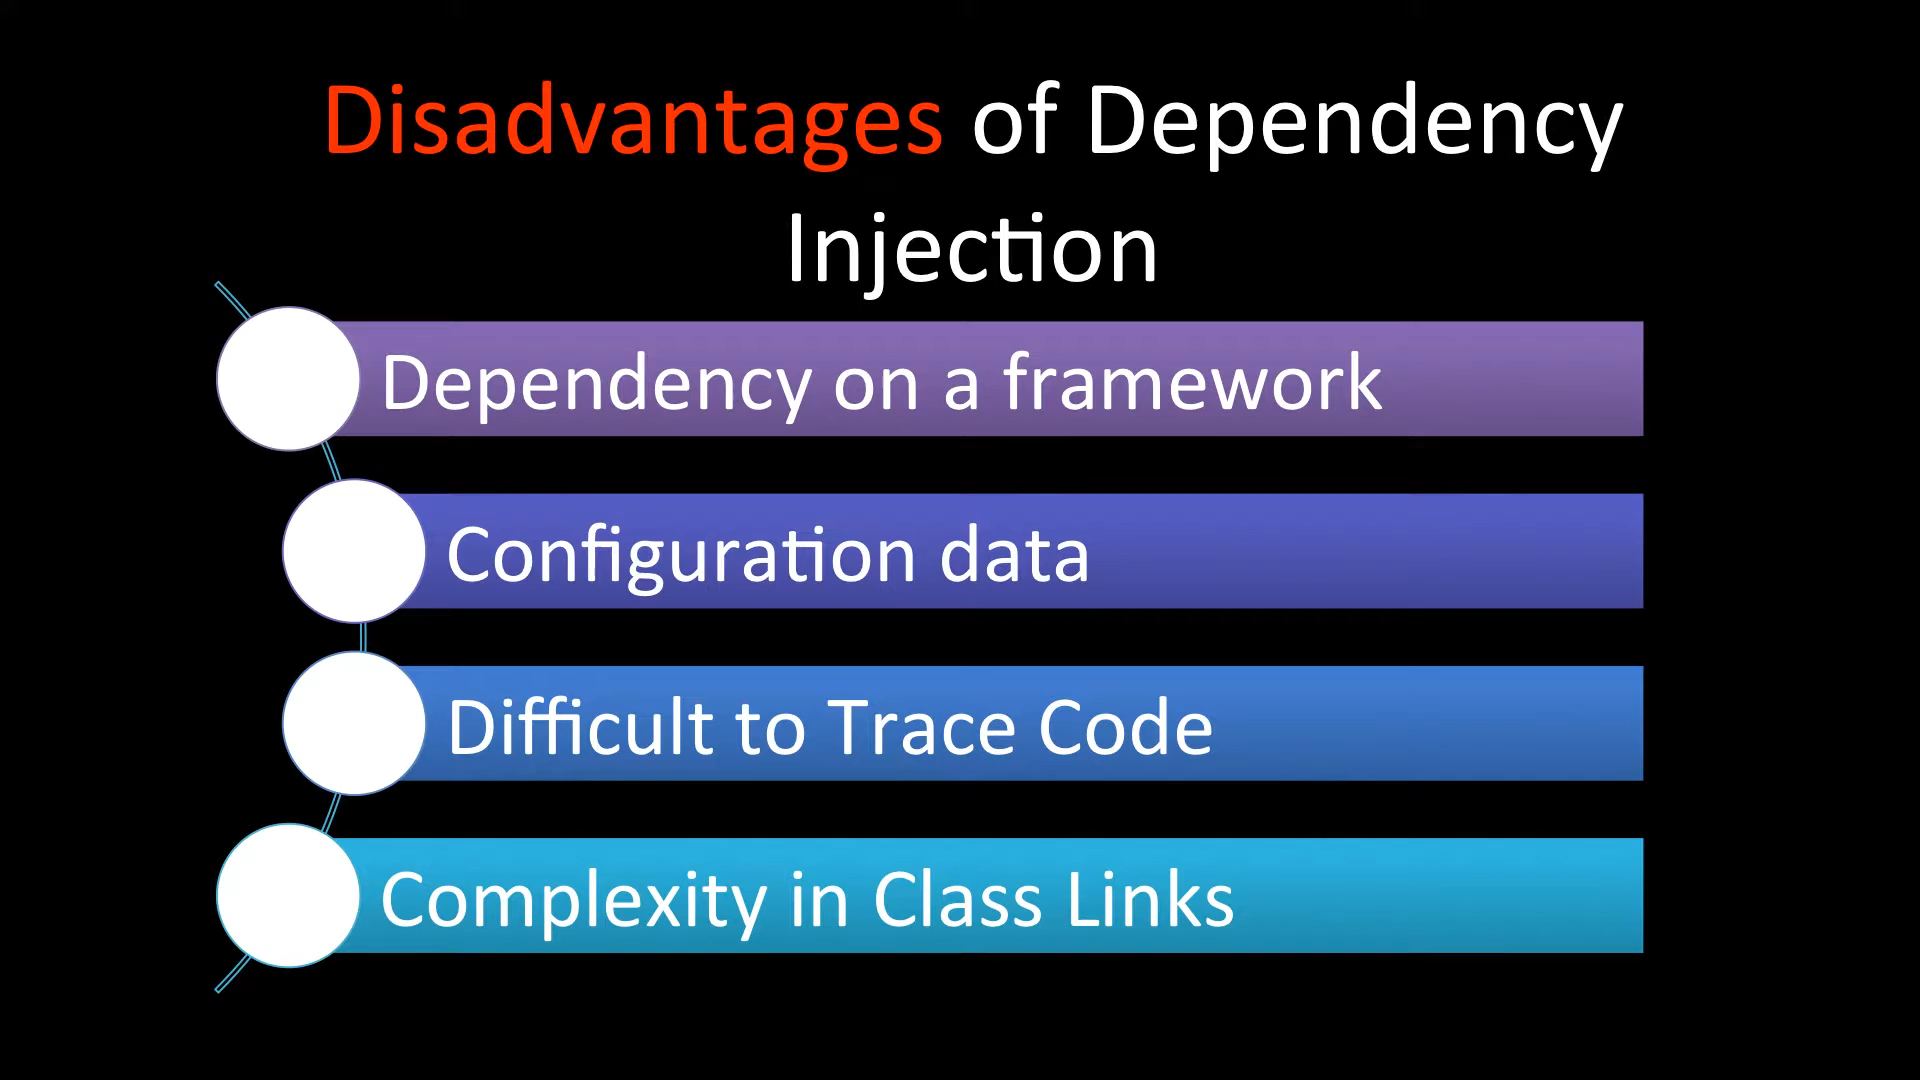 Disadvantages of Dependency
Injection
Dependency on a framework
Configuration data
Difficult to Trace Code
Complexity in Class Links